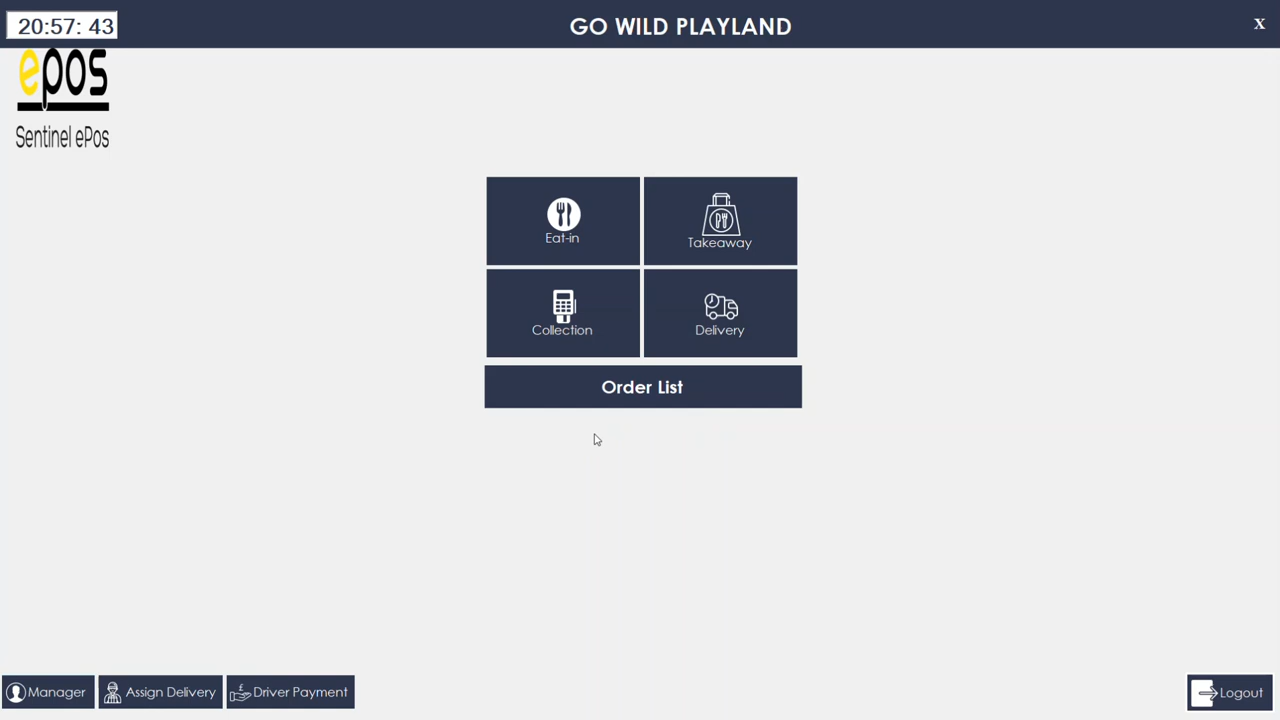 20:57: 43
GO WILD PLAYLAND
X
epos
Sentinel ePos
Eat-in
Takeaway
Collection
Delivery
Order List
Manager
Assign Delivery
£
Driver Payment
Logout